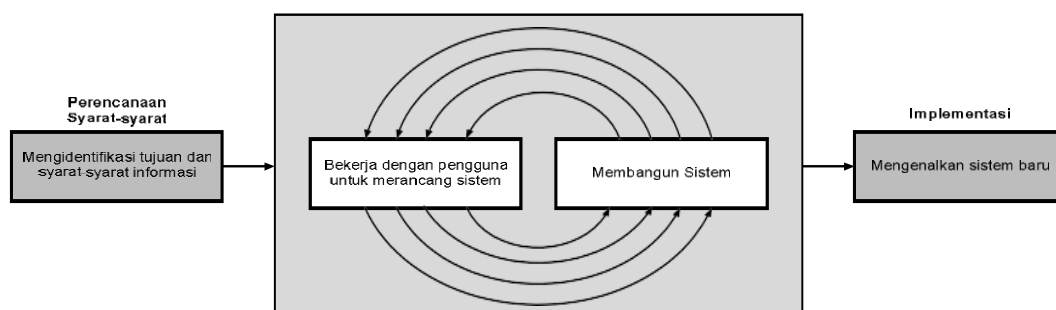 Perencanaan
Syarat-syarat
Mengidentifikasi tujuan dan
syarat-syarat informasi
Bekerja dengan pengguna
untuk merancang sistem
Membangun Sistem
Implementasi
Mengenalkan sistem baru